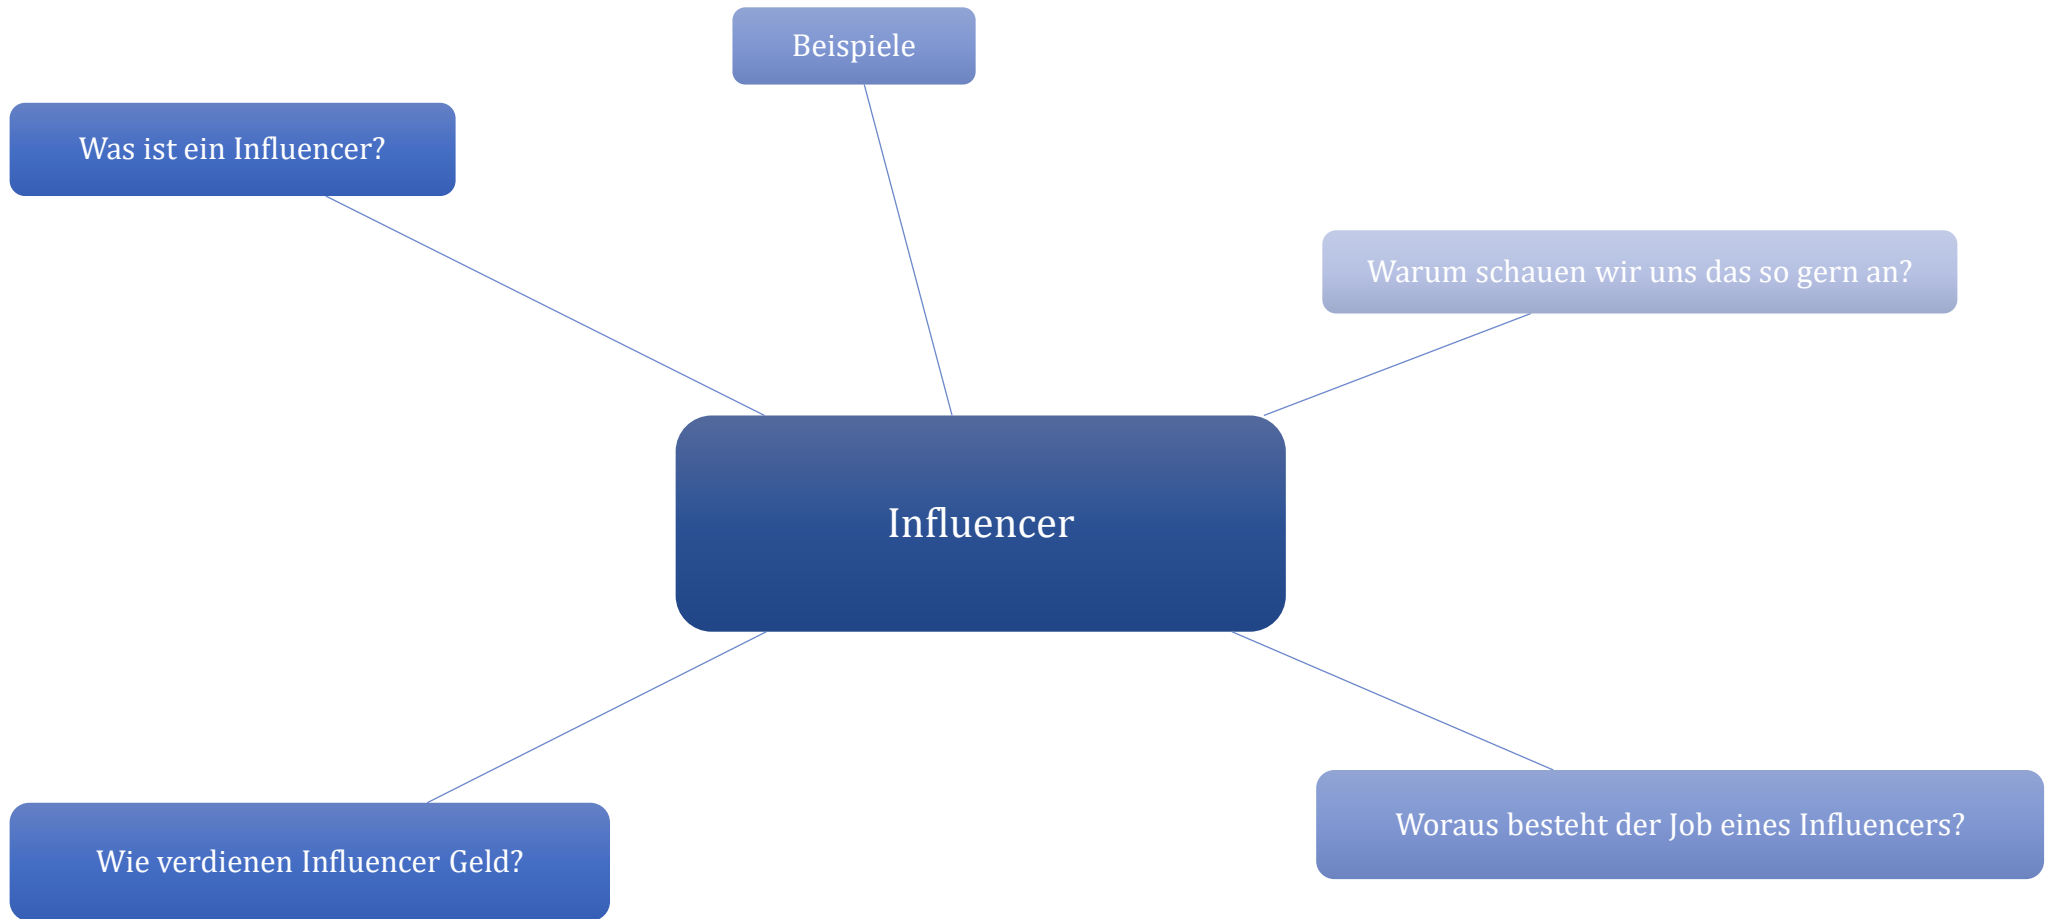 Beispiele
Was ist ein Influencer?
Warum schauen wir uns das so gern an?
Influencer
Woraus besteht der Job eines Influencers?
Wie verdienen Influencer Geld?